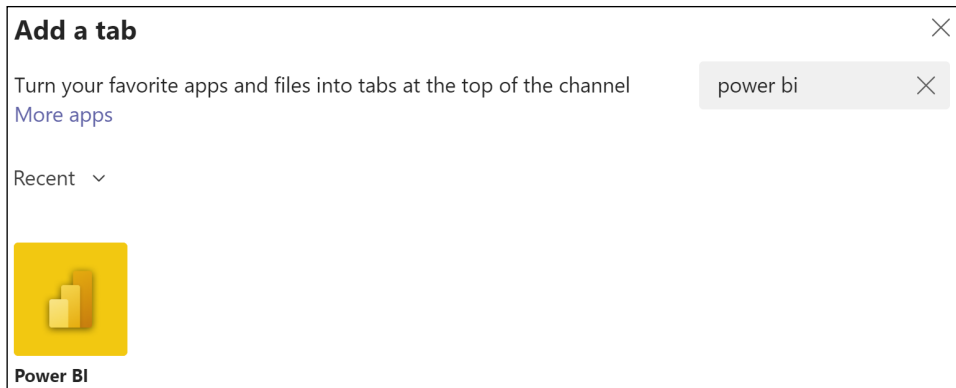 Add a tab
Turn your favorite apps and files into tabs at the top of the channel
power bi
More apps
Recent
Power BI